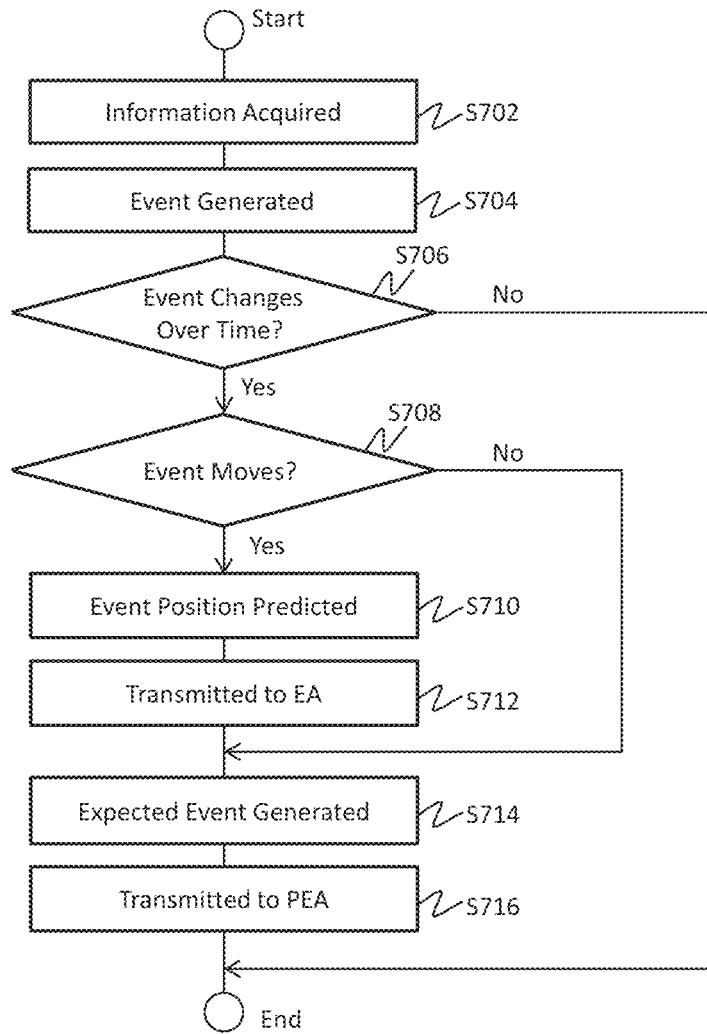 Start
Information Acquired
S702
Event Generated
S704
S706
Event Changes
Over Time?
No
Yes
S708
Event Moves?
No
Yes
Event Position Predicted
S710
Transmitted to EA
S712
Expected Event Generated
S714
Transmitted to PEA
S716
End